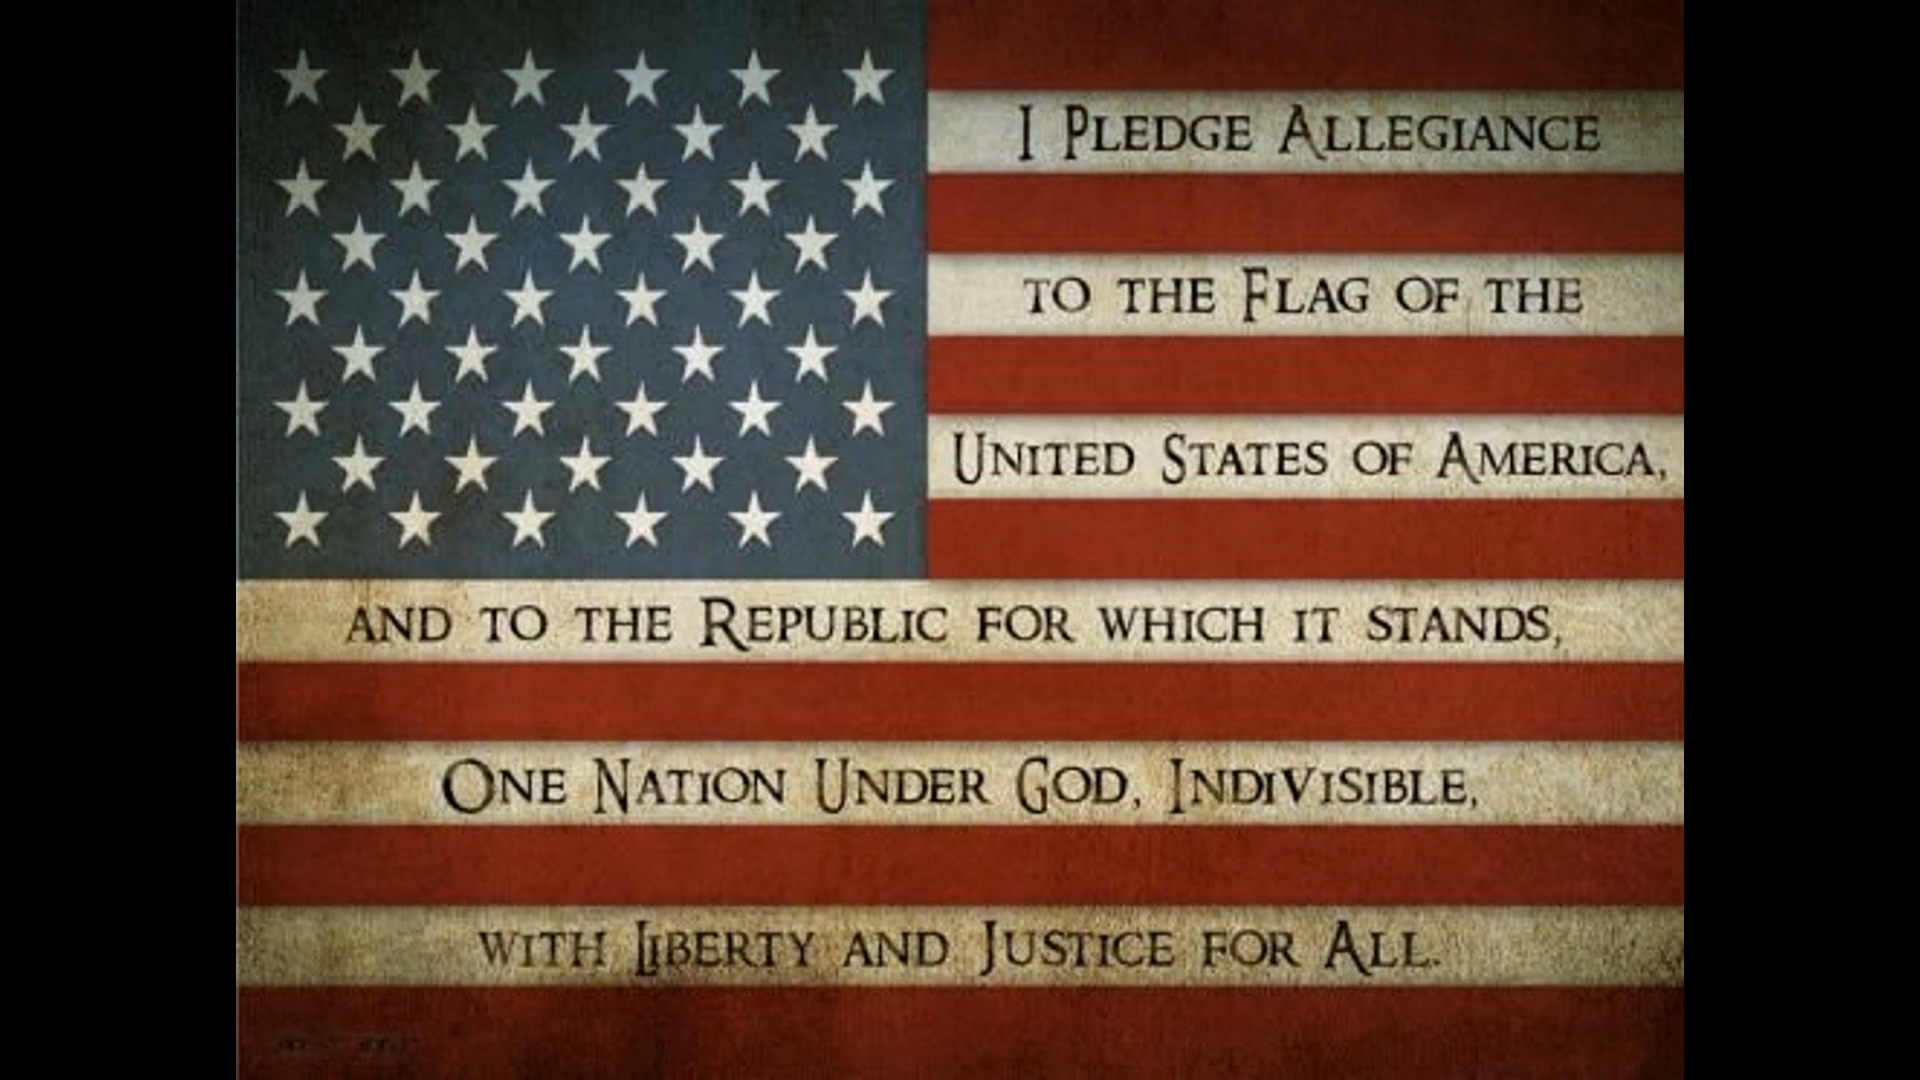 I Pledge Allegiance
to the Flag of the
United States of America,
and to the Republic for which it stands,
One Nation Under God, Indivisible,
with Liberty and Justice for All.